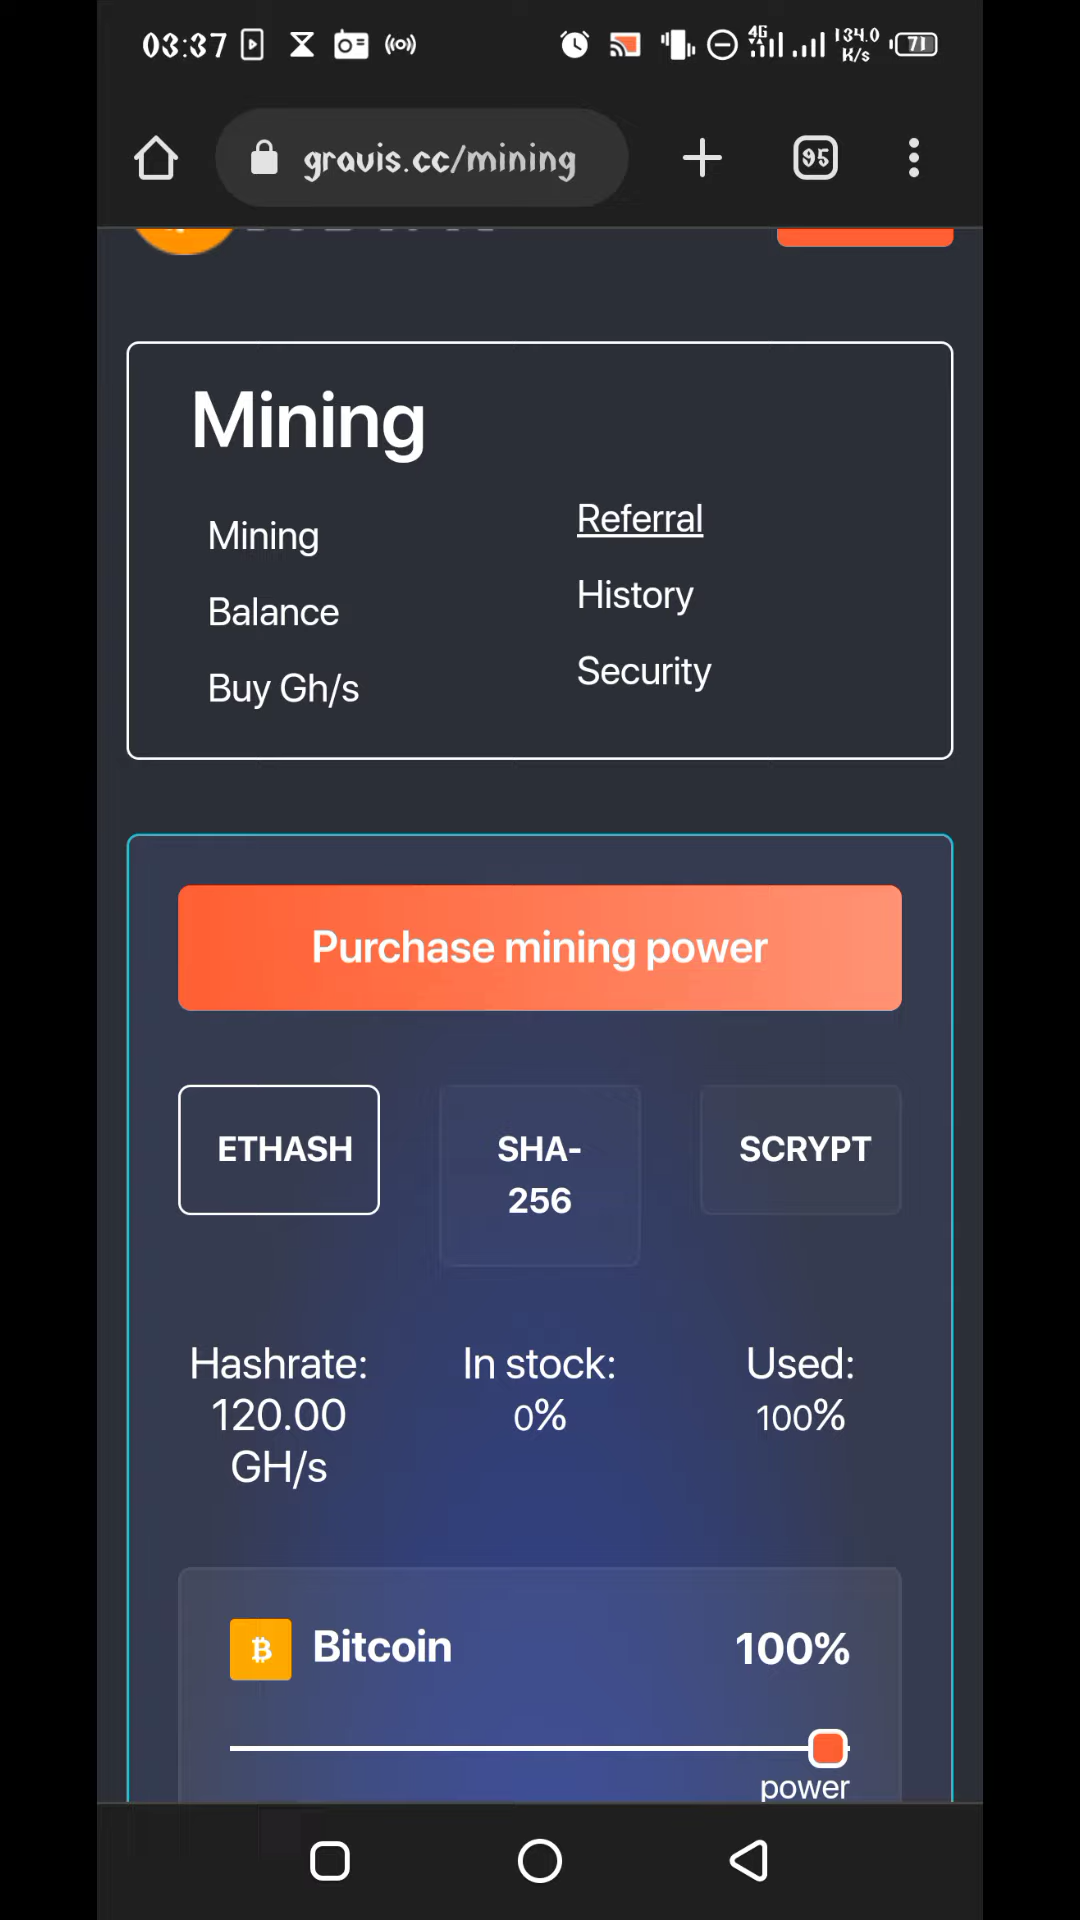 03:37
4G
134.0
K/s
71
gravis.cc/mining
95
Mining
Mining
Balance
Buy Gh/s
Referral
History
Security
Purchase mining power
ETHASH
SHA-
256
SCRYPT
Hashrate:
120.00
GH/s
In stock:
0%
Used:
100%
Bitcoin
100%
power